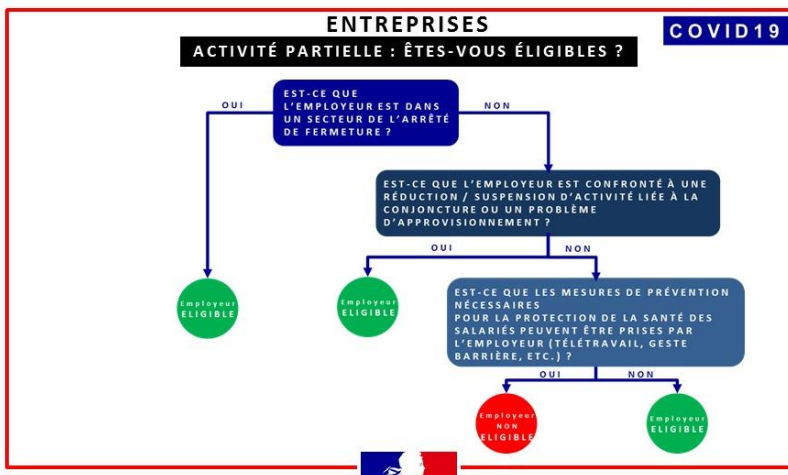 ENTREPRISES
COVID19
ACTIVITÉ PARTIELLE : ÊTES-VOUS ÉLIGIBLES ?
EST-CE QUE
L'EMPLOYEUR EST DANS
UN SECTEUR DE L'ARRÊTÉ
DE FERMETURE ?
OUI
NON
EST-CE QUE L'EMPLOYEUR EST CONFRONTÉ À UNE
RÉDUCTION / SUSPENSION D'ACTIVITÉ LIÉE À LA
CONJONCTURE OU UN PROBLÈME
D'APPROVISIONNEMENT ?
OUI
NON
Employeur
ELIGIBLE
Employeur
ELIGIBLE
EST-CE QUE LES MESURES DE PRÉVENTION
NÉCESSAIRES
POUR LA PROTECTION DE LA SANTÉ DES
SALARIÉS PEUVENT ÊTRE PRISES PAR
L'EMPLOYEUR (TÉLÉTRAVAIL, GESTE
BARRIÈRE, ETC.) ?
OUI
NON
Employeur
NON
ELIGIBLE
Employeur
ELIGIBLE